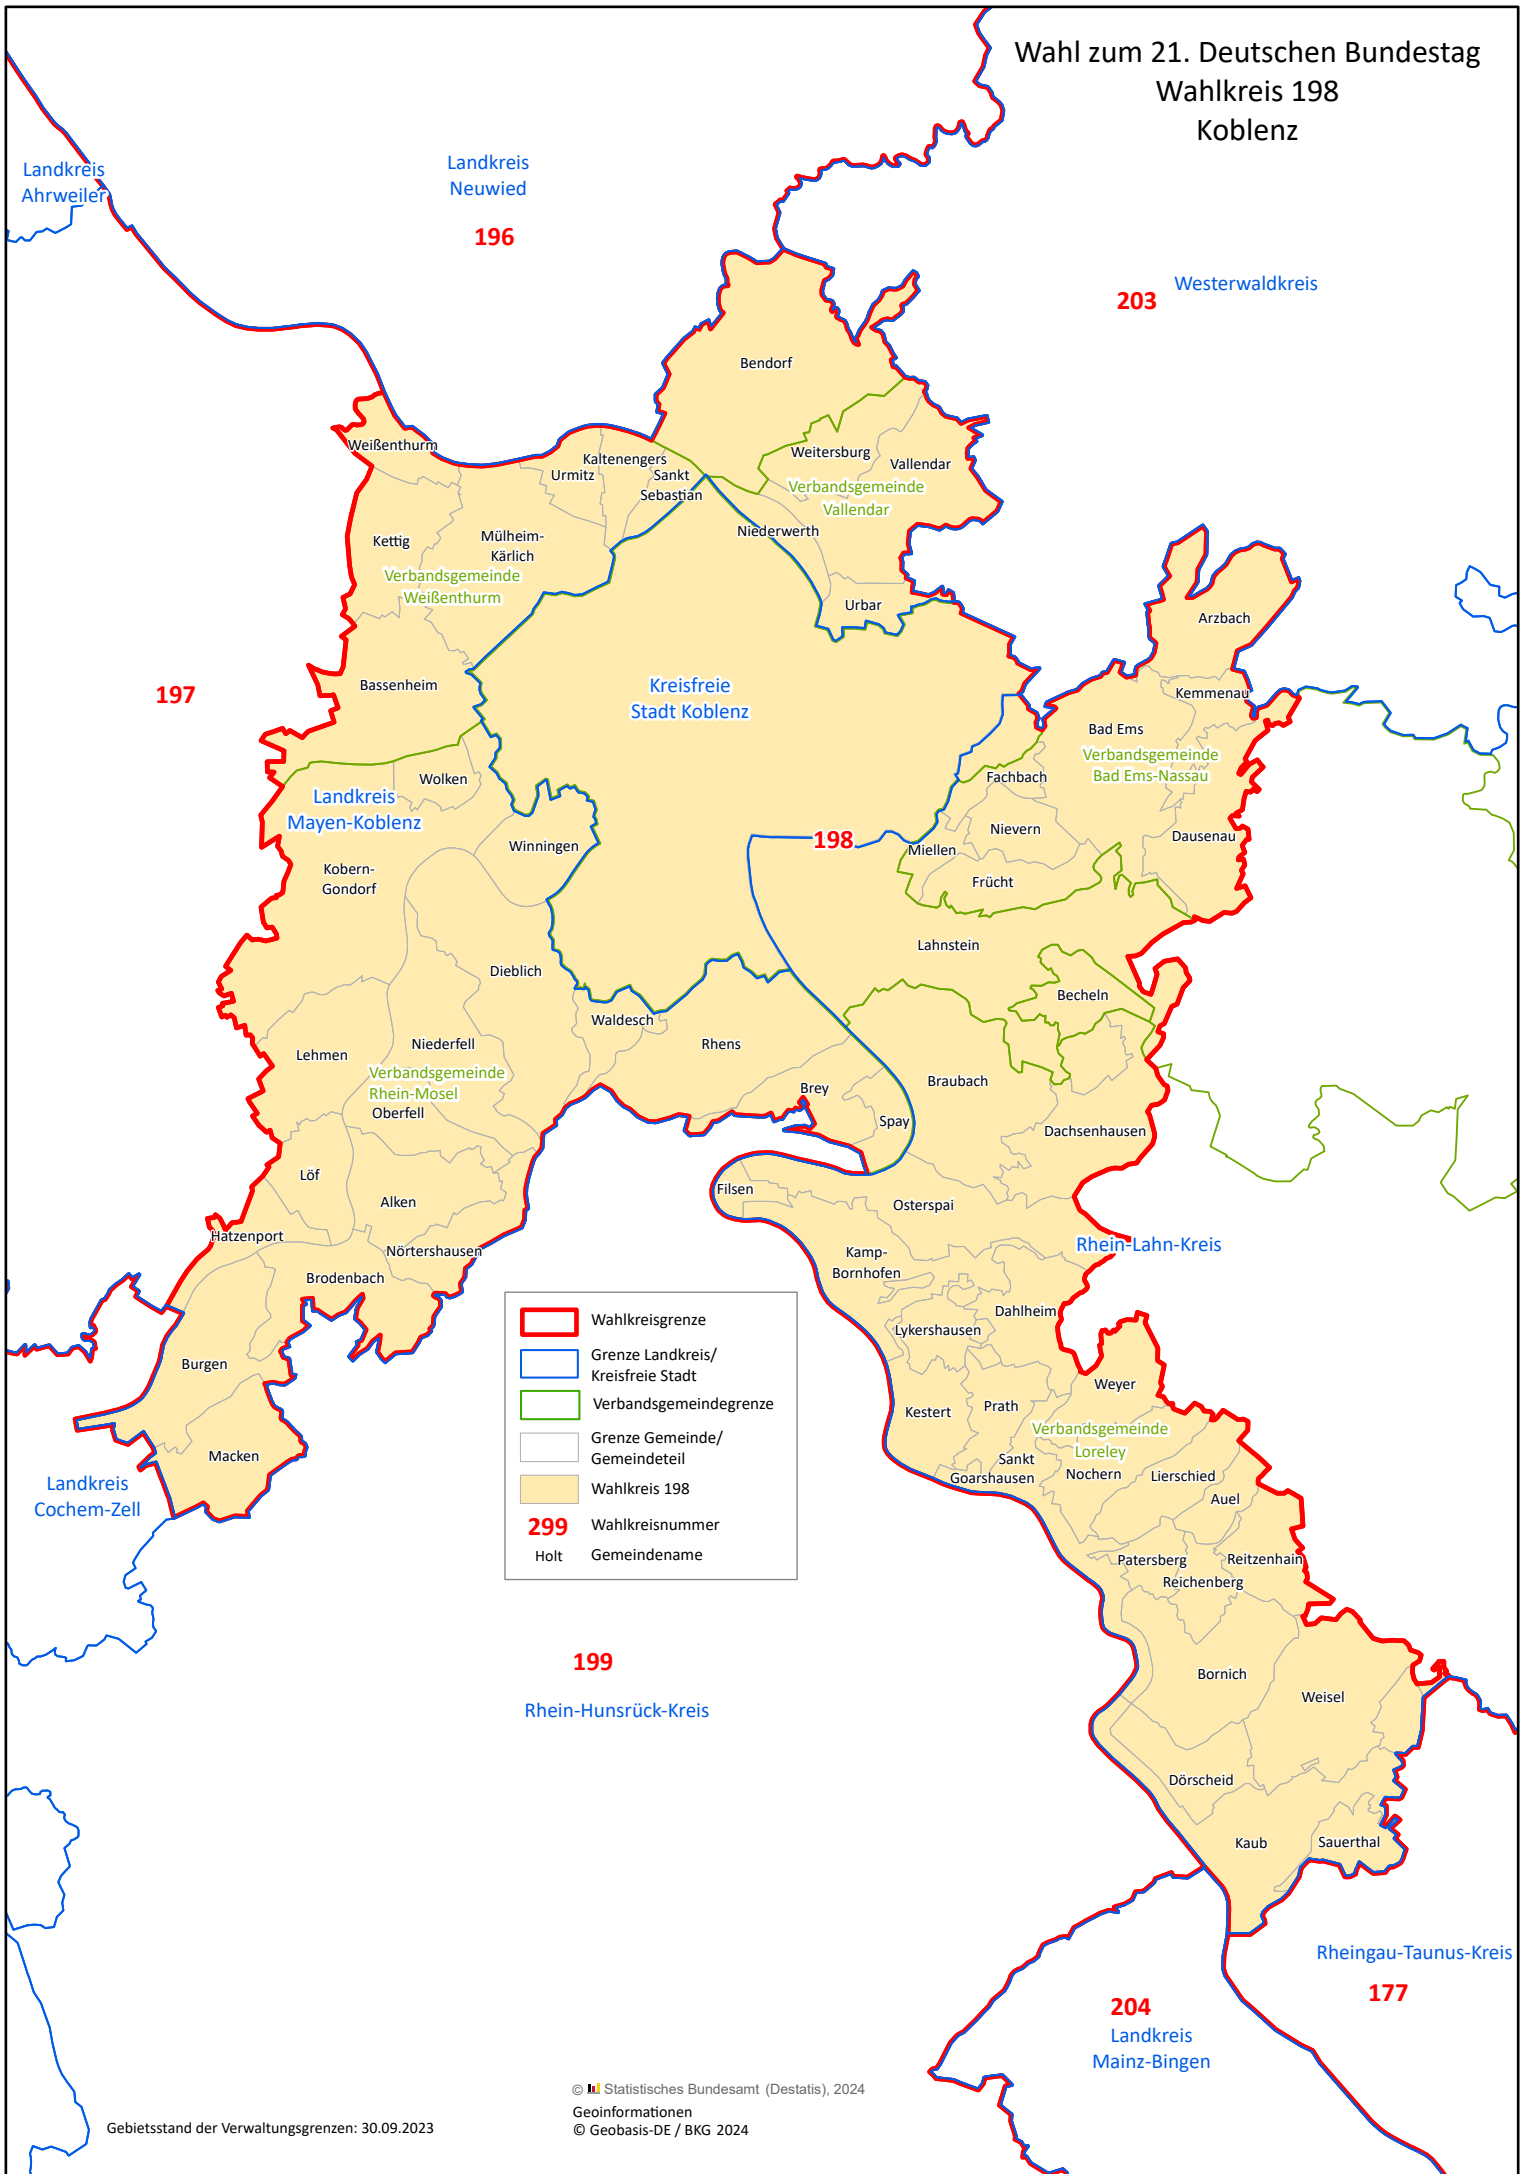 Wahl zum 21. Deutschen Bundestag
Wahlkreis 198
Koblenz
Landkreis
Ahrweiler
Landkreis
Neuwied
196
203
Westerwaldkreis
Bendorf
Weißenthurm
Kaltenengers
Urmitz
Sankt
Sebastian
Weitersburg
Vallendar
Verbandsgemeinde
Vallendar
Niederwerth
Kettig
Mülheim-
Kärlich
Verbandsgemeinde
Weißenthurm
Urbar
Arzbach
197
Bassenheim
Kreisfreie
Stadt Koblenz
Kemmenau
Bad Ems
Verbandsgemeinde
Bad Ems-Nassau
Wolken
Fachbach
Landkreis
Mayen-Koblenz
Winningen
198
Nievern
Miellen
Dausenau
Kobern-
Gondorf
Frücht
Lahnstein
Dieblich
Becheln
Waldesch
Rhens
Lehmen
Niederfell
Verbandsgemeinde
Rhein-Mosel
Oberfell
Braubach
Brey
Spay
Dachsenhausen
Löf
Alken
Filsen
Osterspai
Hatzenport
Nörtershausen
Rhein-Lahn-Kreis
Kamp-
Bornhofen
Brodenbach
Dahlheim
Lykershausen
Burgen
Weyer
Kestert
Prath
Verbandsgemeinde
Loreley
Macken
Sankt
Goarshausen
Nochern
Lierschied
Auel
Landkreis
Cochem-Zell
Patersberg
Reitzenhain
Reichenberg
Wahlkreisgrenze
Grenze Landkreis/
Kreisfreie Stadt
Verbandsgemeindegrenze
Grenze Gemeinde/
Gemeindeteil
Wahlkreis 198
299 Wahlkreisnummer
Holt Gemeindename
199
Rhein-Hunsrück-Kreis
Bornich
Weisel
Dörscheid
Kaub
Sauerthal
Rheingau-Taunus-Kreis
177
204
Landkreis
Mainz-Bingen
© Statistisches Bundesamt (Destatis), 2024
Geoinformationen
© Geobasis-DE / BKG 2024
Gebietsstand der Verwaltungsgrenzen: 30.09.2023